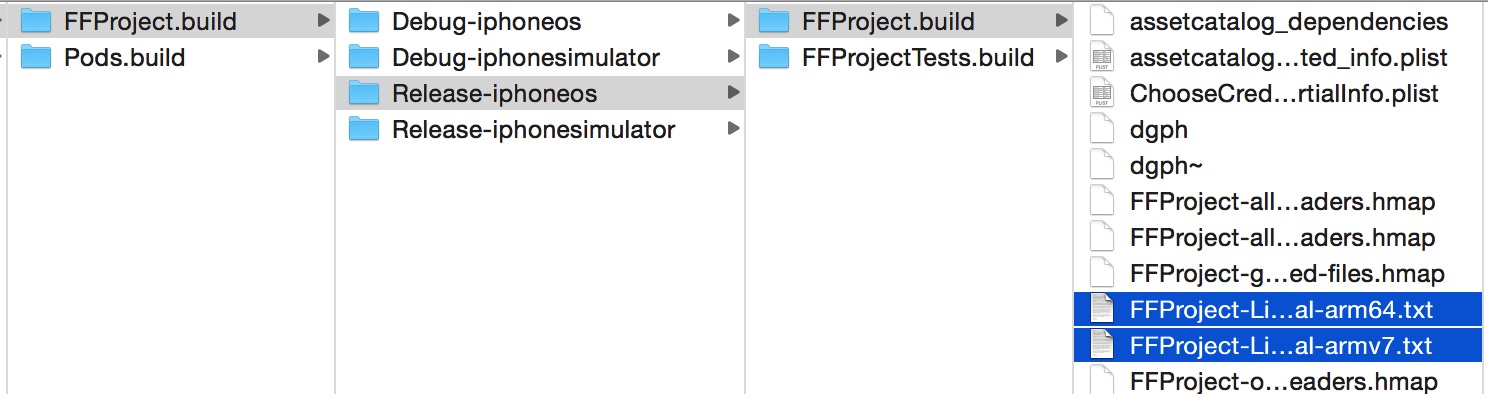 FFProject.build
Pods.build
Debug-iphoneos
Debug-iphonesimulator
Release-iphoneos
Release-iphonesimulator
FFProject.build
FFProjectTests.build
assetcatalog_dependencies
assetcatalog...ted_info.plist
ChooseCred...rtialInfo.plist
dgph
dgph~
FFProject-all...aders.hmap
FFProject-all...aders.hmap
FFProject-g...ed-files.hmap
FFProject-Li...al-arm64.txt
FFProject-Li...al-armv7.txt
FFProject-o...eaders.hmap